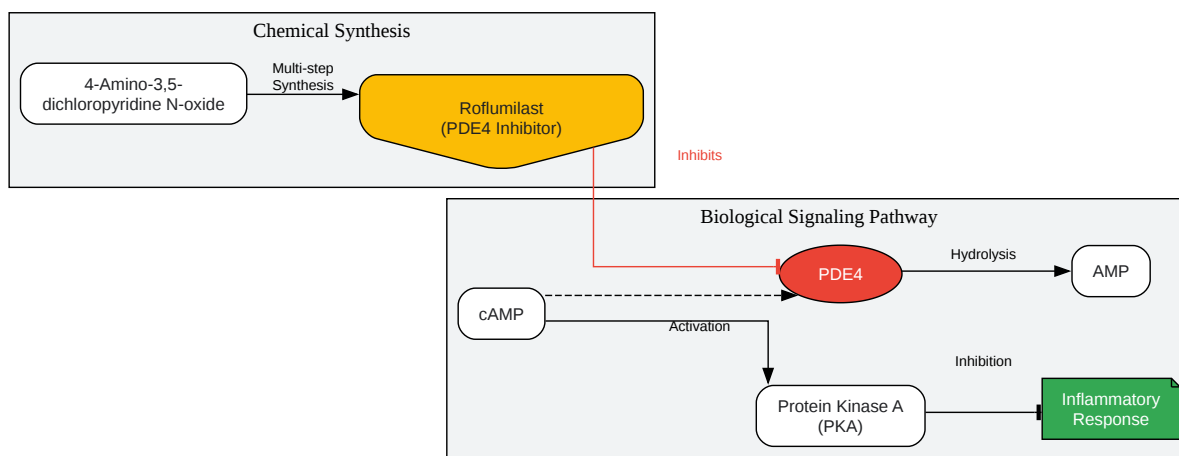 Chemical Synthesis
4-Amino-3,5-
dichloropyridine N-oxide
Multi-step
Synthesis
Roflumilast
(PDE4 Inhibitor)
Inhibits
Biological Signaling Pathway
PDE4
Hydrolysis
AMP
cAMP
Activation
Protein Kinase A
(PKA)
Inhibition
Inflammatory
Response